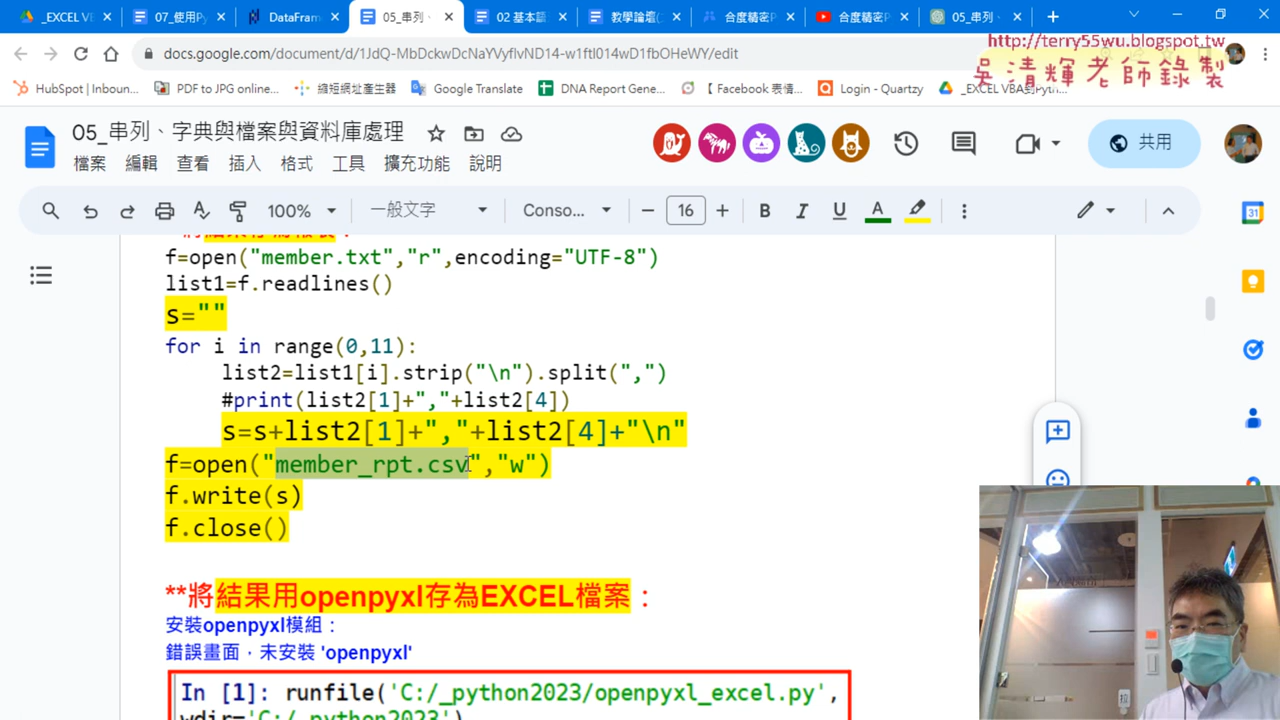 _EXCEL VB
07_使用Py
DataFram
05_串列、
02 基本語
教學論壇(
合度精密P
合度精密P
05_串列、
http://terry55wu.blogspot.tw
docs.google.com/document/d/1JdQ-MbDckwDcNaYVyflvND14-w1ftl014wD1fbOHeWY/edit
吳清輝老師錄製
HubSpot | Inboun...
PDF to JPG online...
縮短網址產生器
Google Translate
DNA Report Gene...
【 Facebook 表情...
Login - Quartzy
_EXCEL VBA到Pyth...
05_串列、字典與檔案與資料庫處理
檔案 編輯 查看 插入 格式 工具 擴充功能 說明
共用
100%
一般文字
Conso...
16
B I U A
f=open("member.txt","r",encoding="UTF-8")
list1=f.readlines()
s=""
for i in range(0,11):
list2=list1[i].strip("\n").split(",")
#print(list2[1]+","+list2[4])
s=s+list2[1]+","+list2[4]+"\n"
f=open("member_rpt.csv","w")
f.write(s)
f.close()
**將結果用openpyxl存為EXCEL檔案：
安裝openpyxl模組：
錯誤畫面，未安裝 'openpyxl'
In [1]: runfile('C:/_python2023/openpyxl_excel.py',
wdir='C:/_python2023')